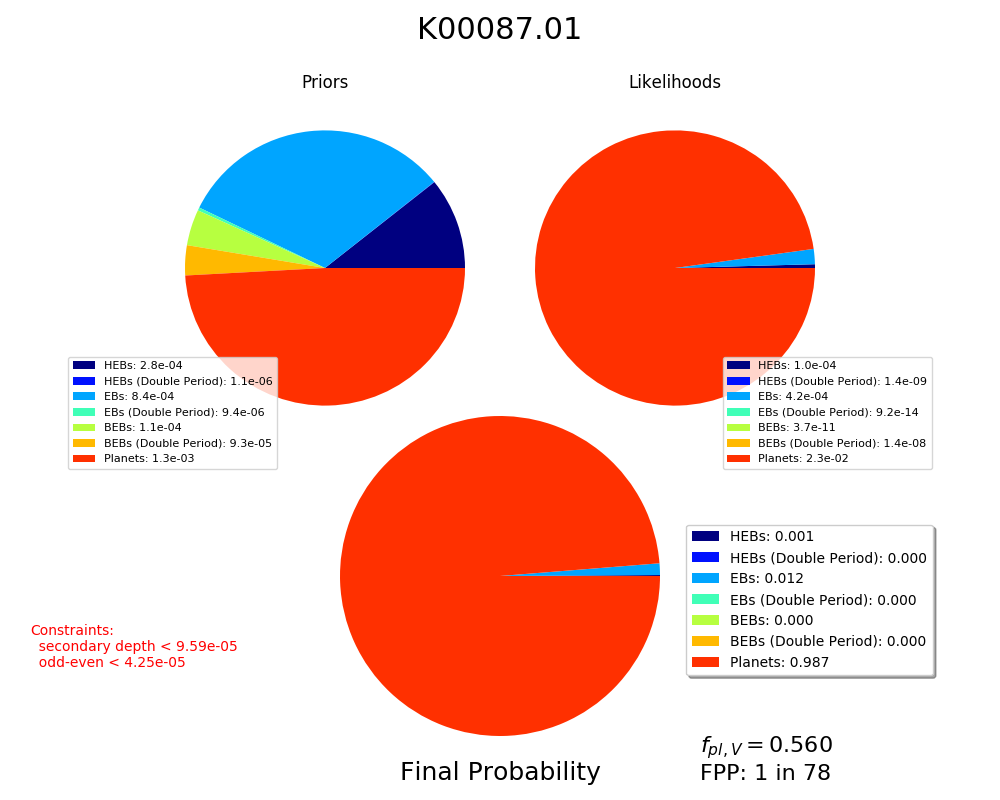 K00087.01
Priors
Likelihoods
HEBs: 2.8e-04
HEBs (Double Period): 1.1e-06
EBs: 8.4e-04
EBs (Double Period): 9.4e-06
BEBs: 1.1e-04
BEBs (Double Period): 9.3e-05
Planets: 1.3e-03
HEBs: 1.0e-04
HEBs (Double Period): 1.4e-09
EBs: 4.2e-04
EBs (Double Period): 9.2e-14
BEBs: 3.7e-11
BEBs (Double Period): 1.4e-08
Planets: 2.3e-02
HEBs: 0.001
HEBs (Double Period): 0.000
EBs: 0.012
EBs (Double Period): 0.000
BEBs: 0.000
BEBs (Double Period): 0.000
Planets: 0.987
Constraints:
secondary depth < 9.59e-05
odd-even < 4.25e-05
Final Probability
f_{pl,V} = 0.560
FPP: 1 in 78